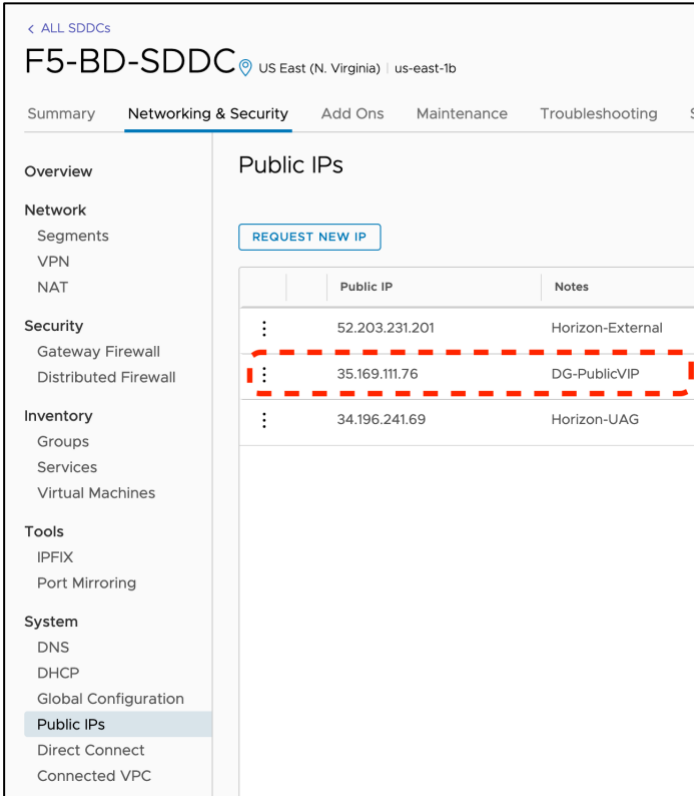 ALL SDDCs
F5-BD-SDDC US East (N. Virginia) us-east-1b
Summary Networking & Security Add Ons Maintenance Troubleshooting S
Overview
Network
Segments
VPN
NAT
Security
Gateway Firewall
Distributed Firewall
Inventory
Groups
Services
Virtual Machines
Tools
IPFIX
Port Mirroring
System
DNS
DHCP
Global Configuration
Public IPs
Direct Connect
Connected VPC
Public IPs
REQUEST NEW IP
Public IP Notes
52.203.231.201 Horizon-External
35.169.111.76 DG-PublicVIP
34.196.241.69 Horizon-UAG